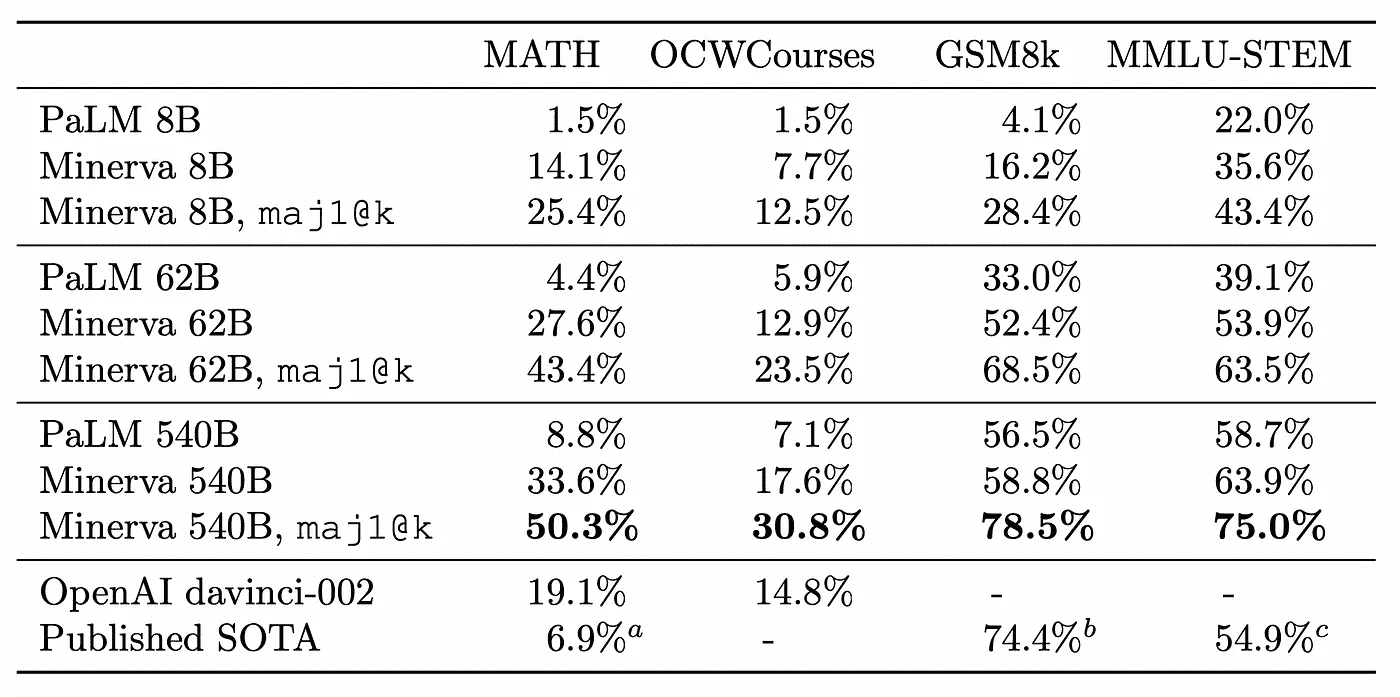 MATH OCWCourses GSM8k MMLU-STEM
PaLM 8B 1.5% 1.5% 4.1% 22.0%
Minerva 8B 14.1% 7.7% 16.2% 35.6%
Minerva 8B, maj1@k 25.4% 12.5% 28.4% 43.4%
PaLM 62B 4.4% 5.9% 33.0% 39.1%
Minerva 62B 27.6% 12.9% 52.4% 53.9%
Minerva 62B, maj1@k 43.4% 23.5% 68.5% 63.5%
PaLM 540B 8.8% 7.1% 56.5% 58.7%
Minerva 540B 33.6% 17.6% 58.8% 63.9%
Minerva 540B, maj1@k 50.3% 30.8% 78.5% 75.0%
OpenAI davinci-002 19.1% 14.8% - -
Published SOTA 6.9%a - 74.4%b 54.9%c